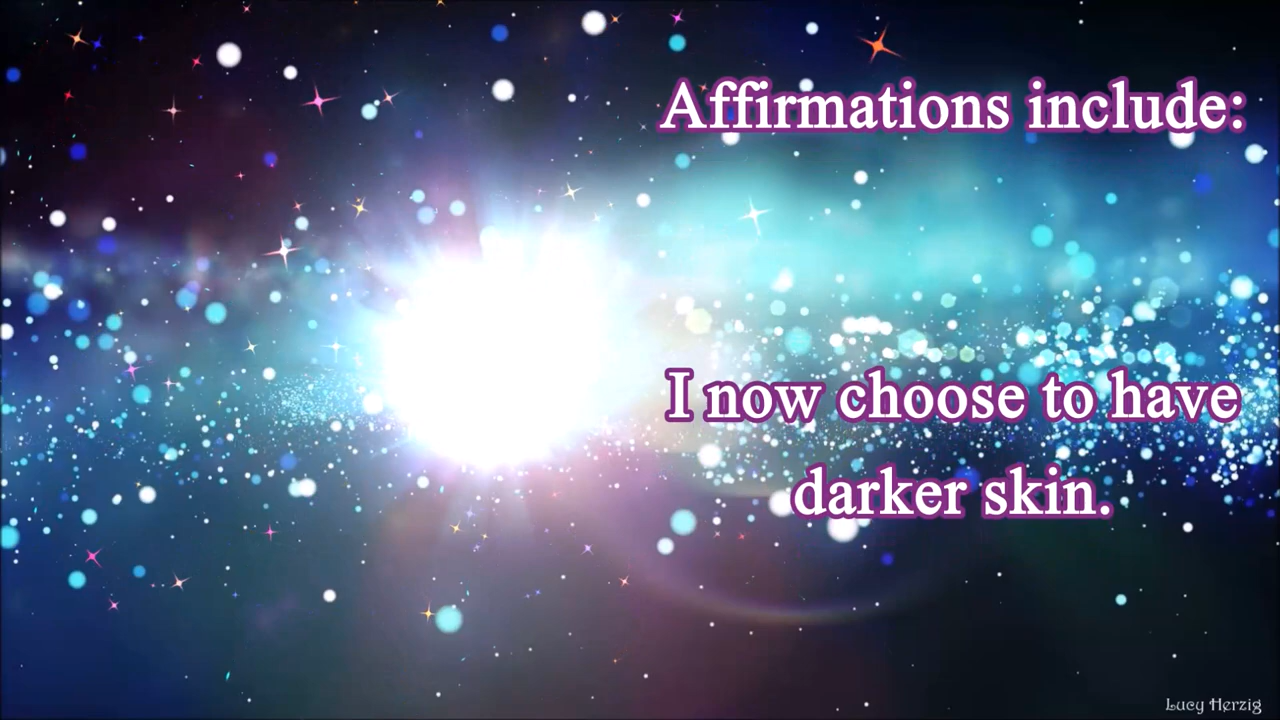 Affirmations include:
I now choose to have
darker skin.
Lucy Herzig